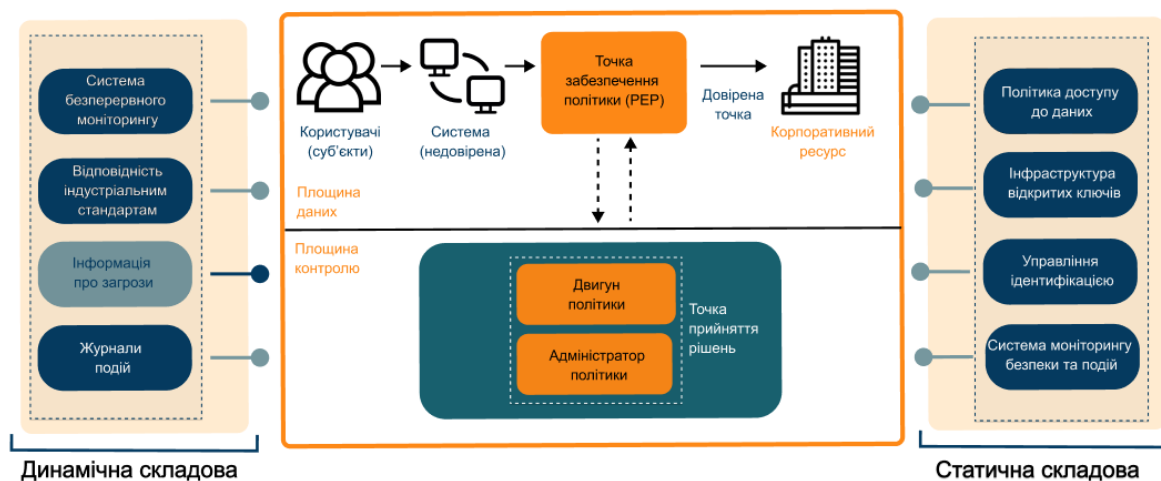 Система
безперервного
моніторингу
Відповідність
індустріальним
стандартам
Інформація
про загрози
Журнали
подій
Динамічна складова
Користувачі
(суб'єкти)
Система
(недовірена)
Точка
забезпечення
політики (PEP)
Довірена
точка
Корпоративний
ресурс
Площина
даних
Площина
контролю
Двигун
політики
Адміністратор
політики
Точка
прийняття
рішень
Політика доступу
до даних
Інфраструктура
відкритих ключів
Управління
ідентифікацією
Система моніторингу
безпеки та подій
Статична складова